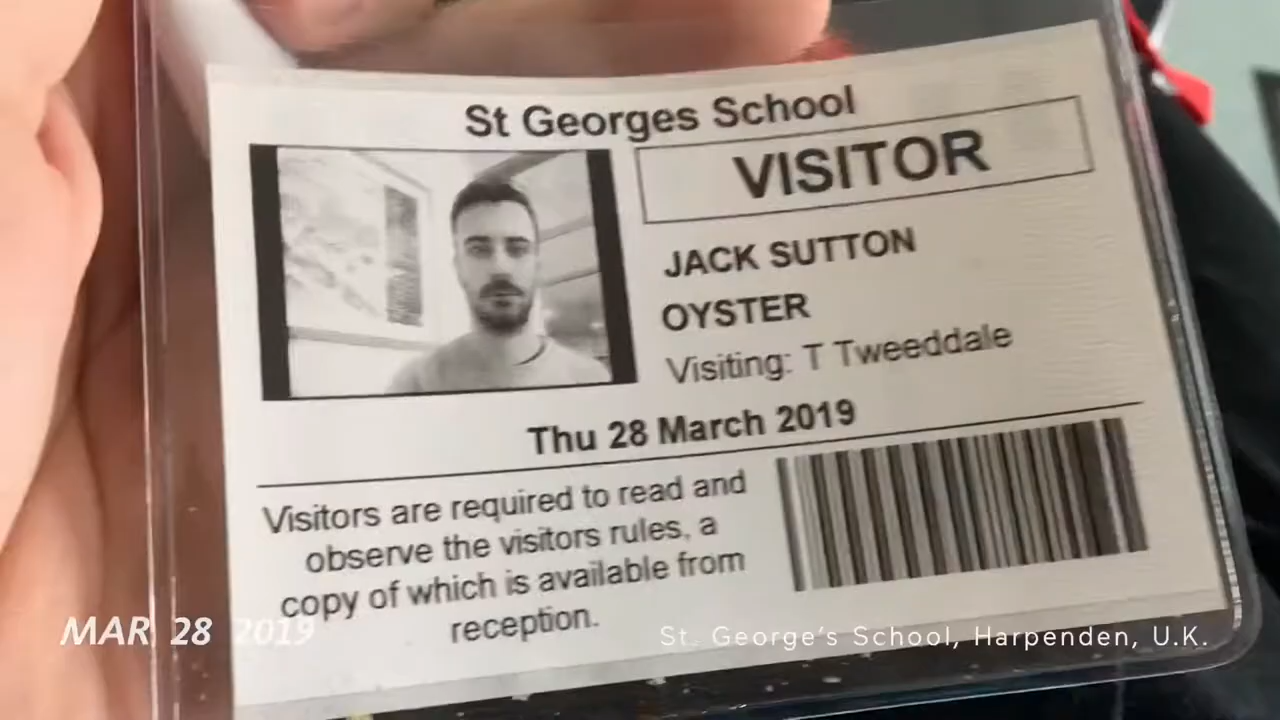 St Georges School
VISITOR
JACK SUTTON
OYSTER
Visiting: T Tweeddale
Thu 28 March 2019
Visitors are required to read and
observe the visitors rules, a
copy of which is available from
reception.
MAR 28 2019
St. George's School, Harpenden, U.K.